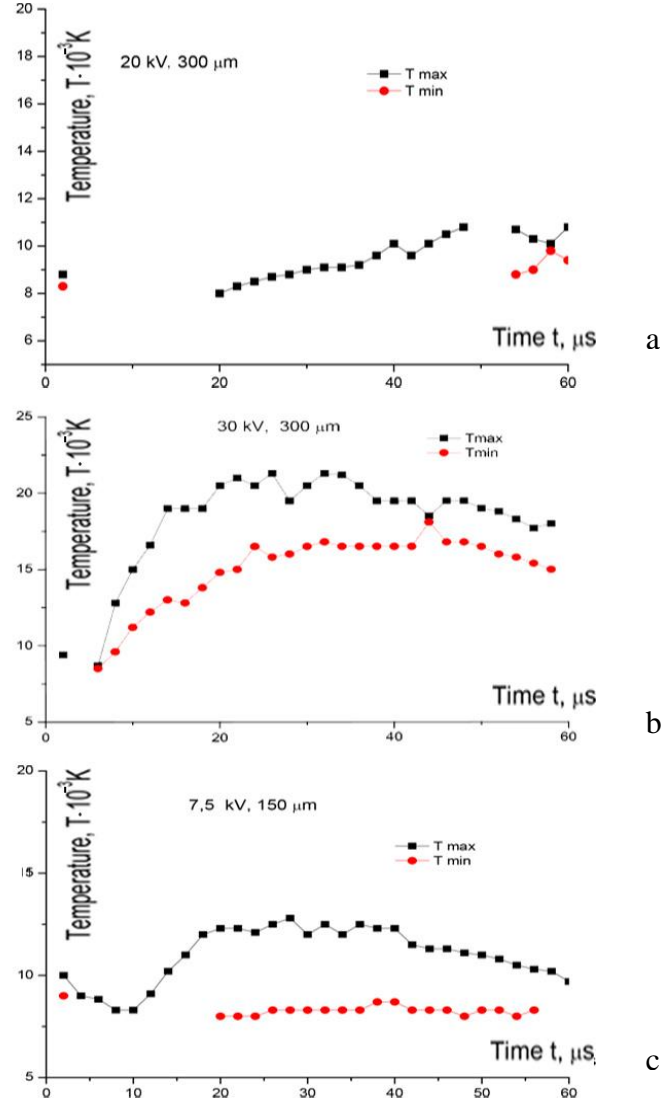 20
18
16
14
12
10
8
6
Temperature, T·10⁻³K
20 kV, 300 μm
T max
T min
Time t, μs
0 20 40 60
a
25
20
15
10
5
Temperature, T·10⁻³K
30 kV, 300 μm
Tmax
Tmin
Time t, μs
0 20 40 60
b
20
15
10
5
Temperature, T·10⁻³K
7,5 kV, 150 μm
T max
T min
Time t, μs
0 10 20 30 40 50 60
c